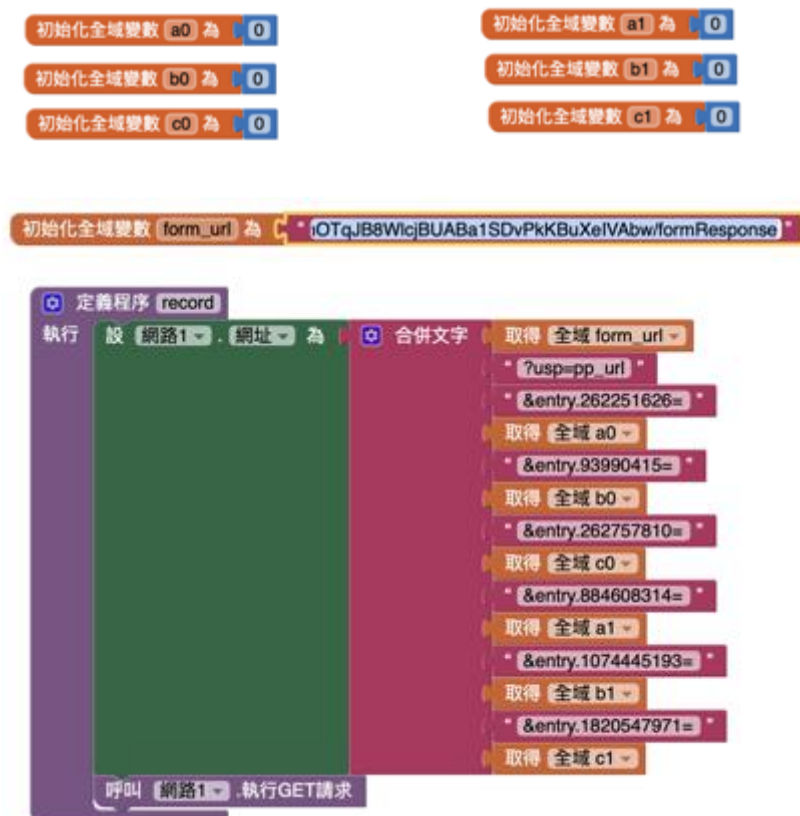 初始化全域變數 a0 為 0
初始化全域變數 a1 為 0
初始化全域變數 b0 為 0
初始化全域變數 b1 為 0
初始化全域變數 c0 為 0
初始化全域變數 c1 為 0
初始化全域變數 form_url 為 " iOTqJB8WlcjBUABa1SDvPkKBuXeIVAbw/formResponse "
定義程序 record
執行 設 網路1 . 網址 為 合併文字 取得 全域 form_url
" ?usp=pp_url "
" &entry.262251626= "
取得 全域 a0
" &entry.93990415= "
取得 全域 b0
" &entry.262757810= "
取得 全域 c0
" &entry.884608314= "
取得 全域 a1
" &entry.1074445193= "
取得 全域 b1
" &entry.1820547971= "
取得 全域 c1
呼叫 網路1 .執行GET請求